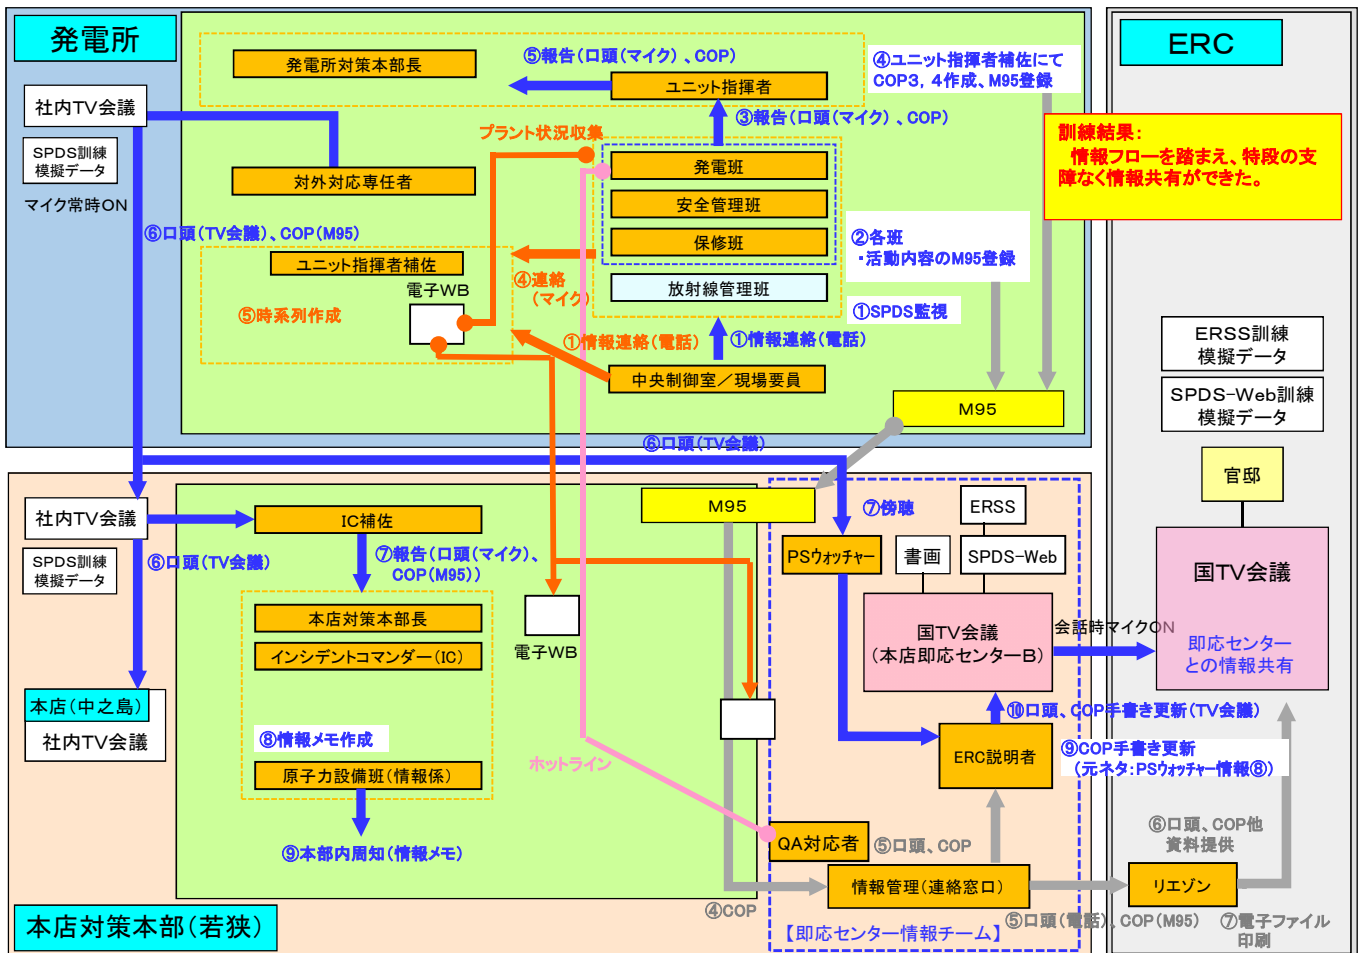 発電所
社内TV会議
SPDS訓練
模擬データ
マイク常時ON
発電所対策本部長
⑤報告(口頭(マイク)、COP)
ユニット指揮者
③報告(口頭(マイク)、COP)
④ユニット指揮者補佐にて
COP3，4作成、M95登録
プラント状況収集
対外対応専任者
発電班
安全管理班
保修班
放射線管理班
⑥口頭(TV会議)、COP(M95)
ユニット指揮者補佐
電子WB
⑤時系列作成
④連絡
(マイク)
②各班
・活動内容のM95登録
①SPDS監視
①情報連絡(電話)
①情報連絡(電話)
中央制御室／現場要員
M95
⑥口頭(TV会議)
ERC
訓練結果：
情報フローを踏まえ、特段の支
障なく情報共有ができた。
ERSS訓練
模擬データ
SPDS-Web訓練
模擬データ
官邸
国TV会議
即応センター
との情報共有
社内TV会議
SPDS訓練
模擬データ
⑥口頭(TV会議)
IC補佐
⑦報告(口頭(マイク)、
COP(M95))
本店対策本部長
インシデントコマンダー(IC)
⑧情報メモ作成
原子力設備班(情報係)
⑨本部内周知(情報メモ)
電子WB
ホットライン
M95
⑦傍聴
PSウォッチャー
書画
ERSS
SPDS-Web
国TV会議
(本店即応センターB)
会話時マイクON
⑩口頭、COP手書き更新(TV会議)
ERC説明者
⑨COP手書き更新
(元ネタ：PSウォッチャー情報⑧)
QA対応者
⑤口頭、COP
情報管理(連絡窓口)
④COP
⑤口頭(電話)、COP(M95)
【即応センター情報チーム】
リエゾン
⑥口頭、COP他
資料提供
⑦電子ファイル
印刷
本店(中之島)
社内TV会議
本店対策本部(若狭)